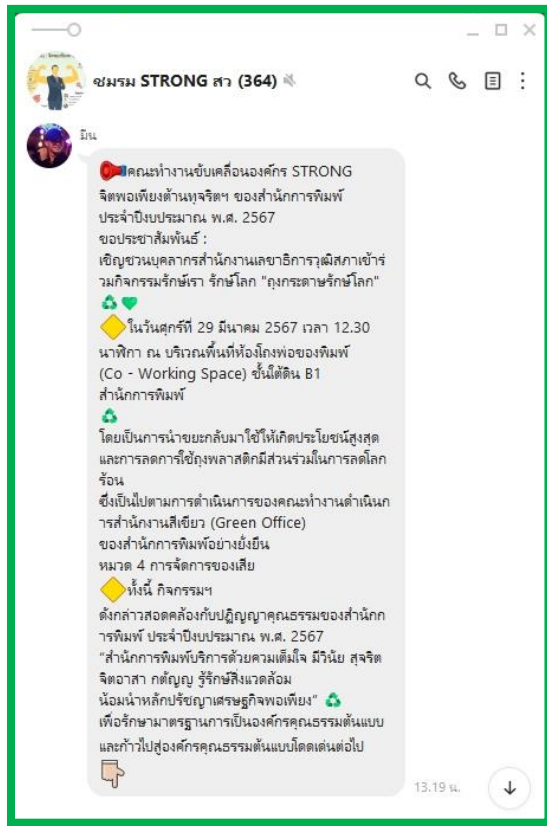 ชมรม STRONG สว (364)
มีน
คณะทำงานขับเคลื่อนองค์กร STRONG
จิตพอเพียงต้านทุจริตฯ ของสำนักการพิมพ์
ประจำปีงบประมาณ พ.ศ. 2567
ขอประชาสัมพันธ์ :
เชิญชวนบุคลากรสำนักงานเลขาธิการวุฒิสภาเข้าร่
วมกิจกรรมรักษ์เรา รักษ์โลก "ถุงกระดาษรักษ์โลก"
ในวันศุกร์ที่ 29 มีนาคม 2567 เวลา 12.30
นาฬิกา ณ บริเวณพื้นที่ห้องโถงพ่อของพิมพ์
(Co - Working Space) ชั้นใต้ดิน B1
สำนักการพิมพ์
โดยเป็นการนำขยะกลับมาใช้ให้เกิดประโยชน์สูงสุด
และการลดการใช้ถุงพลาสติกมีส่วนร่วมในการลดโลก
ร้อน
ซึ่งเป็นไปตามการดำเนินการของคณะทำงานดำเนินก
ารสำนักงานสีเขียว (Green Office)
ของสำนักการพิมพ์อย่างยั่งยืน
หมวด 4 การจัดการของเสีย
ทั้งนี้ กิจกรรมฯ
ดังกล่าวสอดคล้องกับปฏิญญาคุณธรรมของสำนักก
ารพิมพ์ ประจำปีงบประมาณ พ.ศ. 2567
“สำนักการพิมพ์บริการด้วยความเต็มใจ มีวินัย สุจริต
จิตอาสา กตัญญู รู้รักษ์สิ่งแวดล้อม
น้อมนำหลักปรัชญาเศรษฐกิจพอเพียง”
เพื่อรักษามาตรฐานการเป็นองค์กรคุณธรรมต้นแบบ
และก้าวไปสู่องค์กรคุณธรรมต้นแบบโดดเด่นต่อไป
13.19 น.